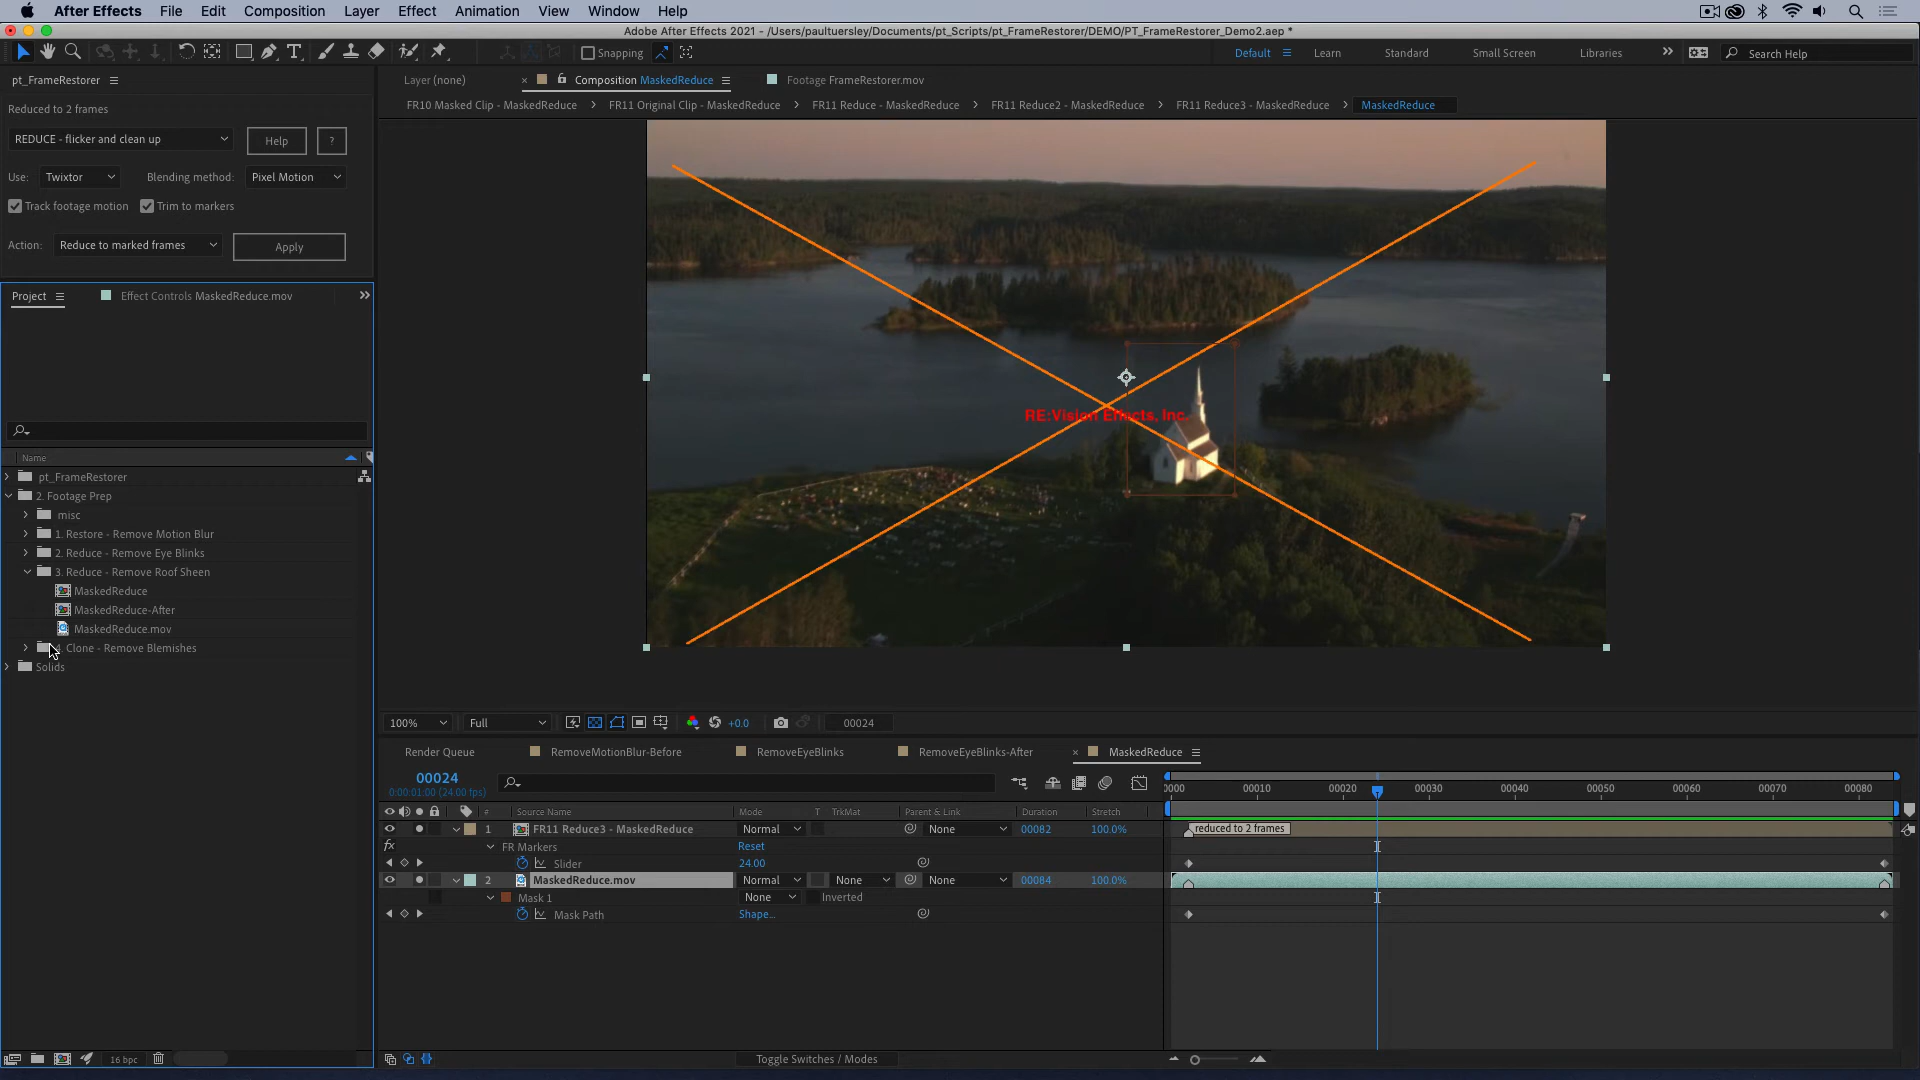 After Effects File Edit Composition Layer Effect Animation View Window Help
Adobe After Effects 2021 - /Users/paultuersley/Documents/pt_Scripts/pt_FrameRestorer/DEMO/PT_FrameRestorer_Demo2.aep *
Snapping Default Learn Standard Small Screen Libraries Search Help
pt_FrameRestorer
Layer (none) Composition MaskedReduce Footage FrameRestorer.mov
Reduced to 2 frames
FR10 Masked Clip - MaskedReduce FR11 Original Clip - MaskedReduce FR11 Reduce - MaskedReduce FR11 Reduce2 - MaskedReduce FR11 Reduce3 - MaskedReduce MaskedReduce
REDUCE - flicker and clean up Help ?
Use: Twixtor Blending method: Pixel Motion
Track footage motion Trim to markers
Action: Reduce to marked frames Apply
Project Effect Controls MaskedReduce.mov
RE:Vision Effects, Inc.
Name
pt_FrameRestorer
2. Footage Prep
misc
1. Restore - Remove Motion Blur
2. Reduce - Remove Eye Blinks
3. Reduce - Remove Roof Sheen
MaskedReduce
MaskedReduce-After
MaskedReduce.mov
Clone - Remove Blemishes
Solids
100% Full +0.0 00024
Render Queue RemoveMotionBlur-Before RemoveEyeBlinks RemoveEyeBlinks-After MaskedReduce
00024
0:00:01:00 (24.00 fps)
0000 00010 00020 00030 00040 00050 00060 00070 00080
# Source Name Mode T TrkMat Parent & Link Duration Stretch
1 FR11 Reduce3 - MaskedReduce Normal None 00082 100.0% reduced to 2 frames
fx FR Markers Reset
Slider 24.00
2 MaskedReduce.mov Normal None None 00084 100.0%
Mask 1 None Inverted
Mask Path Shape...
16 bpc Toggle Switches / Modes